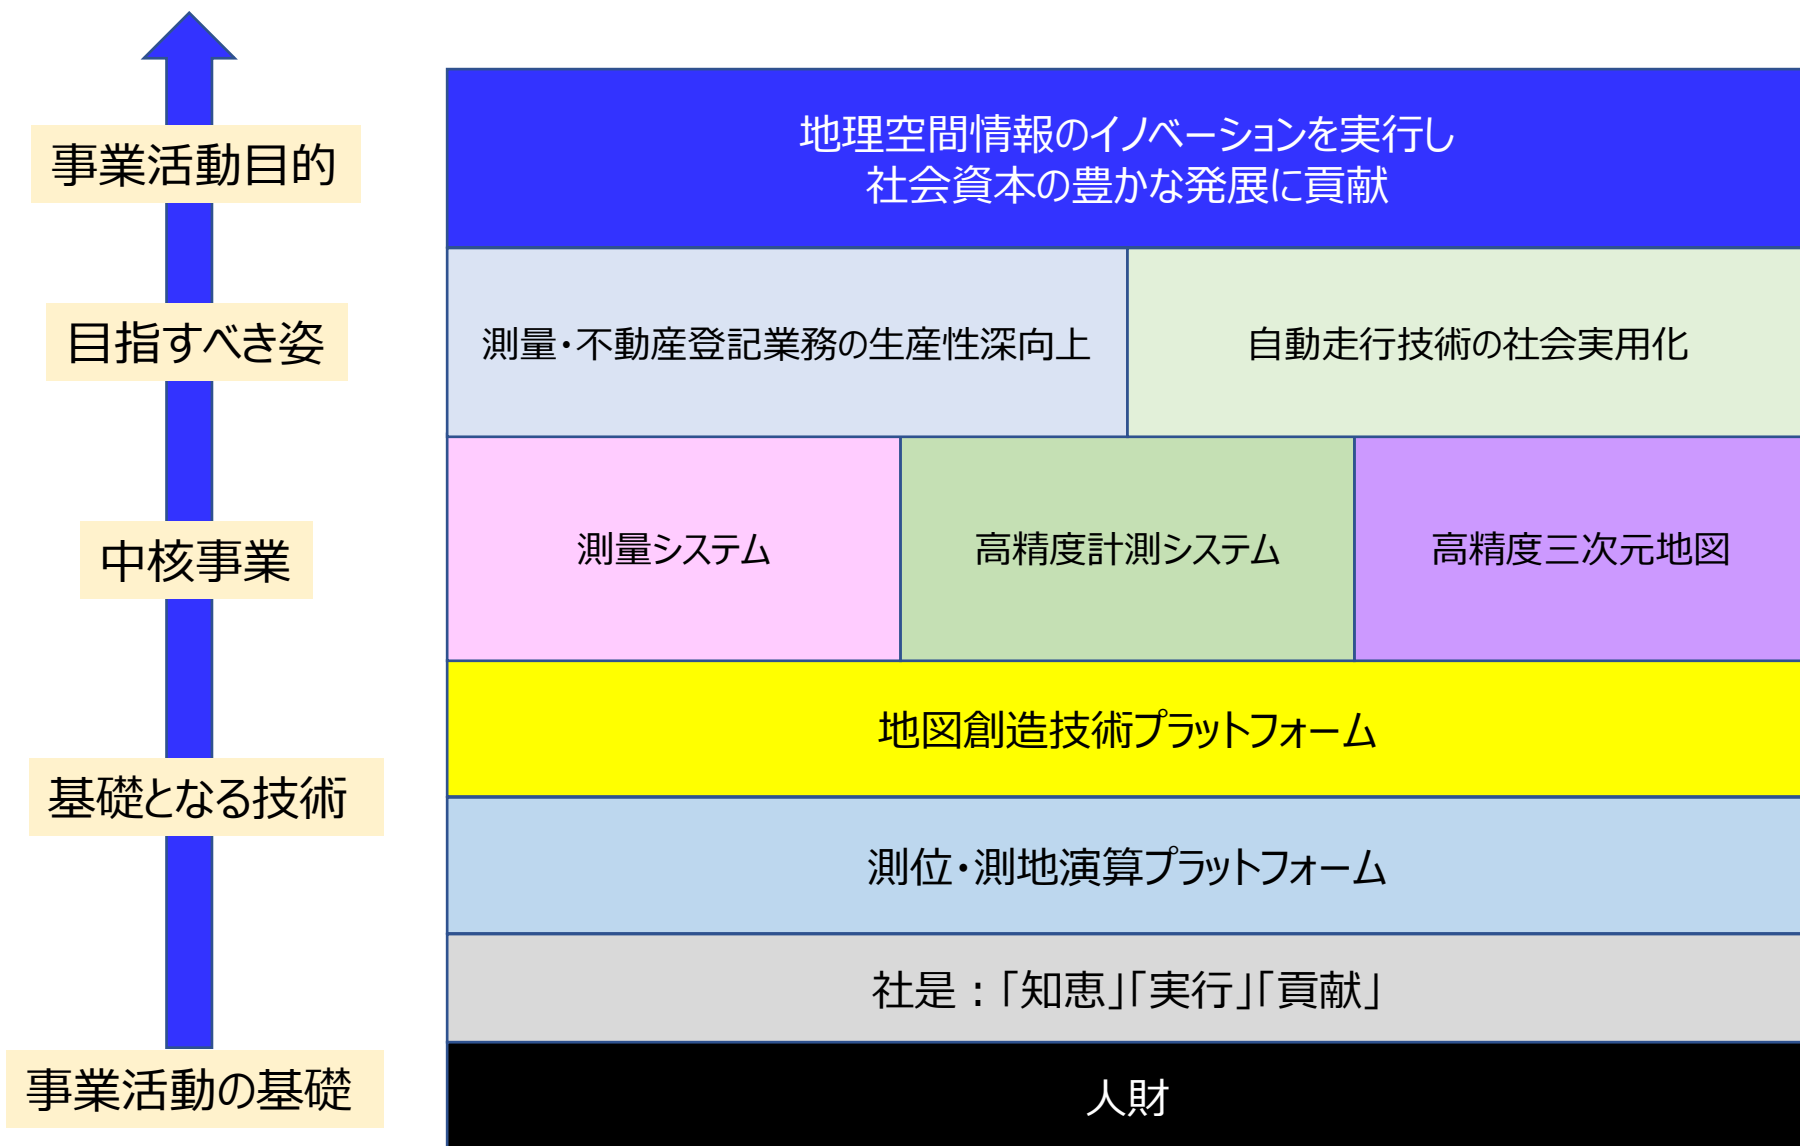 事業活動目的
地理空間情報のイノベーションを実行し
社会資本の豊かな発展に貢献
目指すべき姿
測量・不動産登記業務の生産性深向上
自動走行技術の社会実用化
中核事業
測量システム
高精度計測システム
高精度三次元地図
基礎となる技術
地図創造技術プラットフォーム
測位・測地演算プラットフォーム
社是：「知恵」「実行」「貢献」
事業活動の基礎
人財